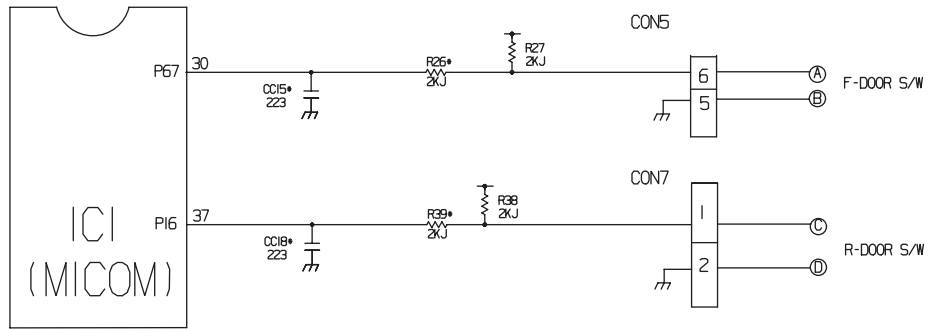 CON5
P67 30
R26*
2KJ
R27
2KJ
CC15*
223
6
5
A
B
F-DOOR S/W
CON7
IC1
(MICOM)
P16 37
R39*
2KJ
R38
2KJ
CC18*
223
1
2
C
D
R-DOOR S/W